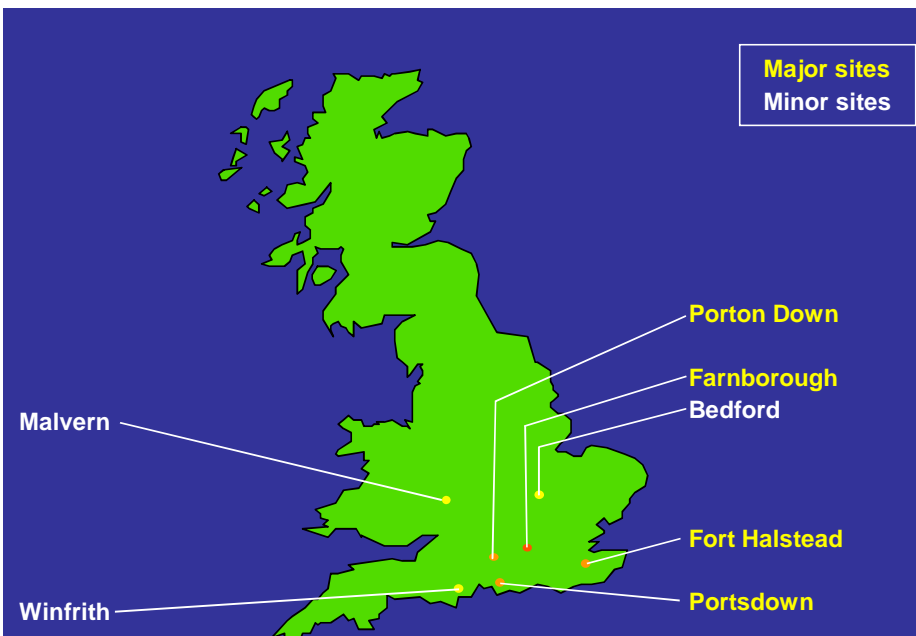 Major sites
Minor sites
Porton Down
Farnborough
Bedford
Malvern
Fort Halstead
Portsdown
Winfrith